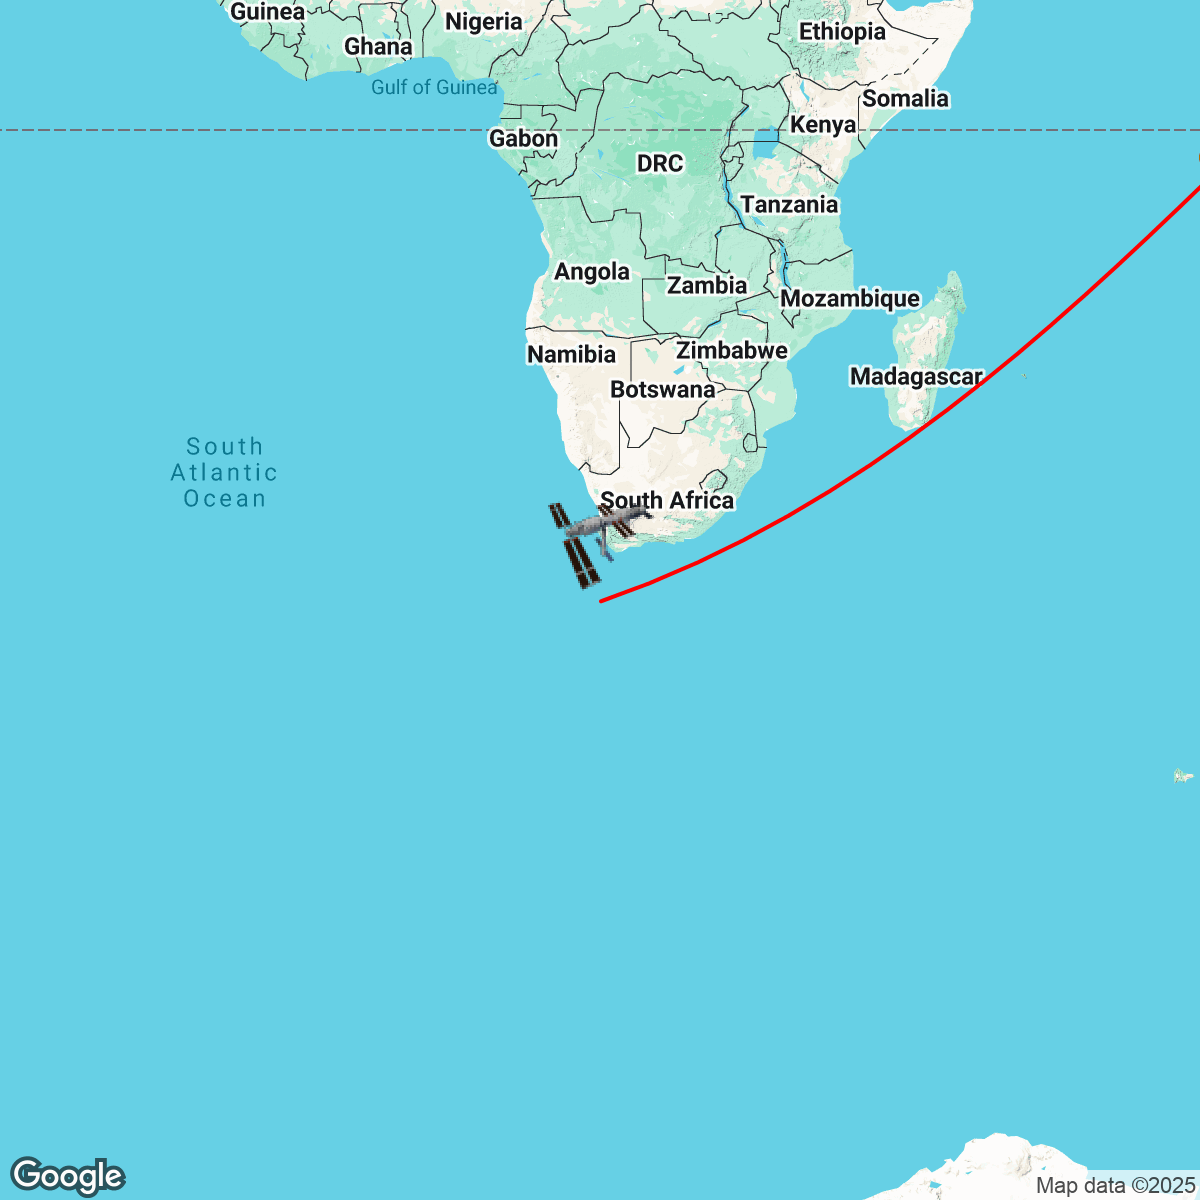 Guinea
Nigeria
Ghana
Ethiopia
Gulf of Guinea
Somalia
Kenya
Gabon
DRC
Tanzania
Angola
Zambia
Mozambique
Namibia
Zimbabwe
Madagascar
Botswana
South
Atlantic
Ocean
South Africa
Google
Map data ©2025